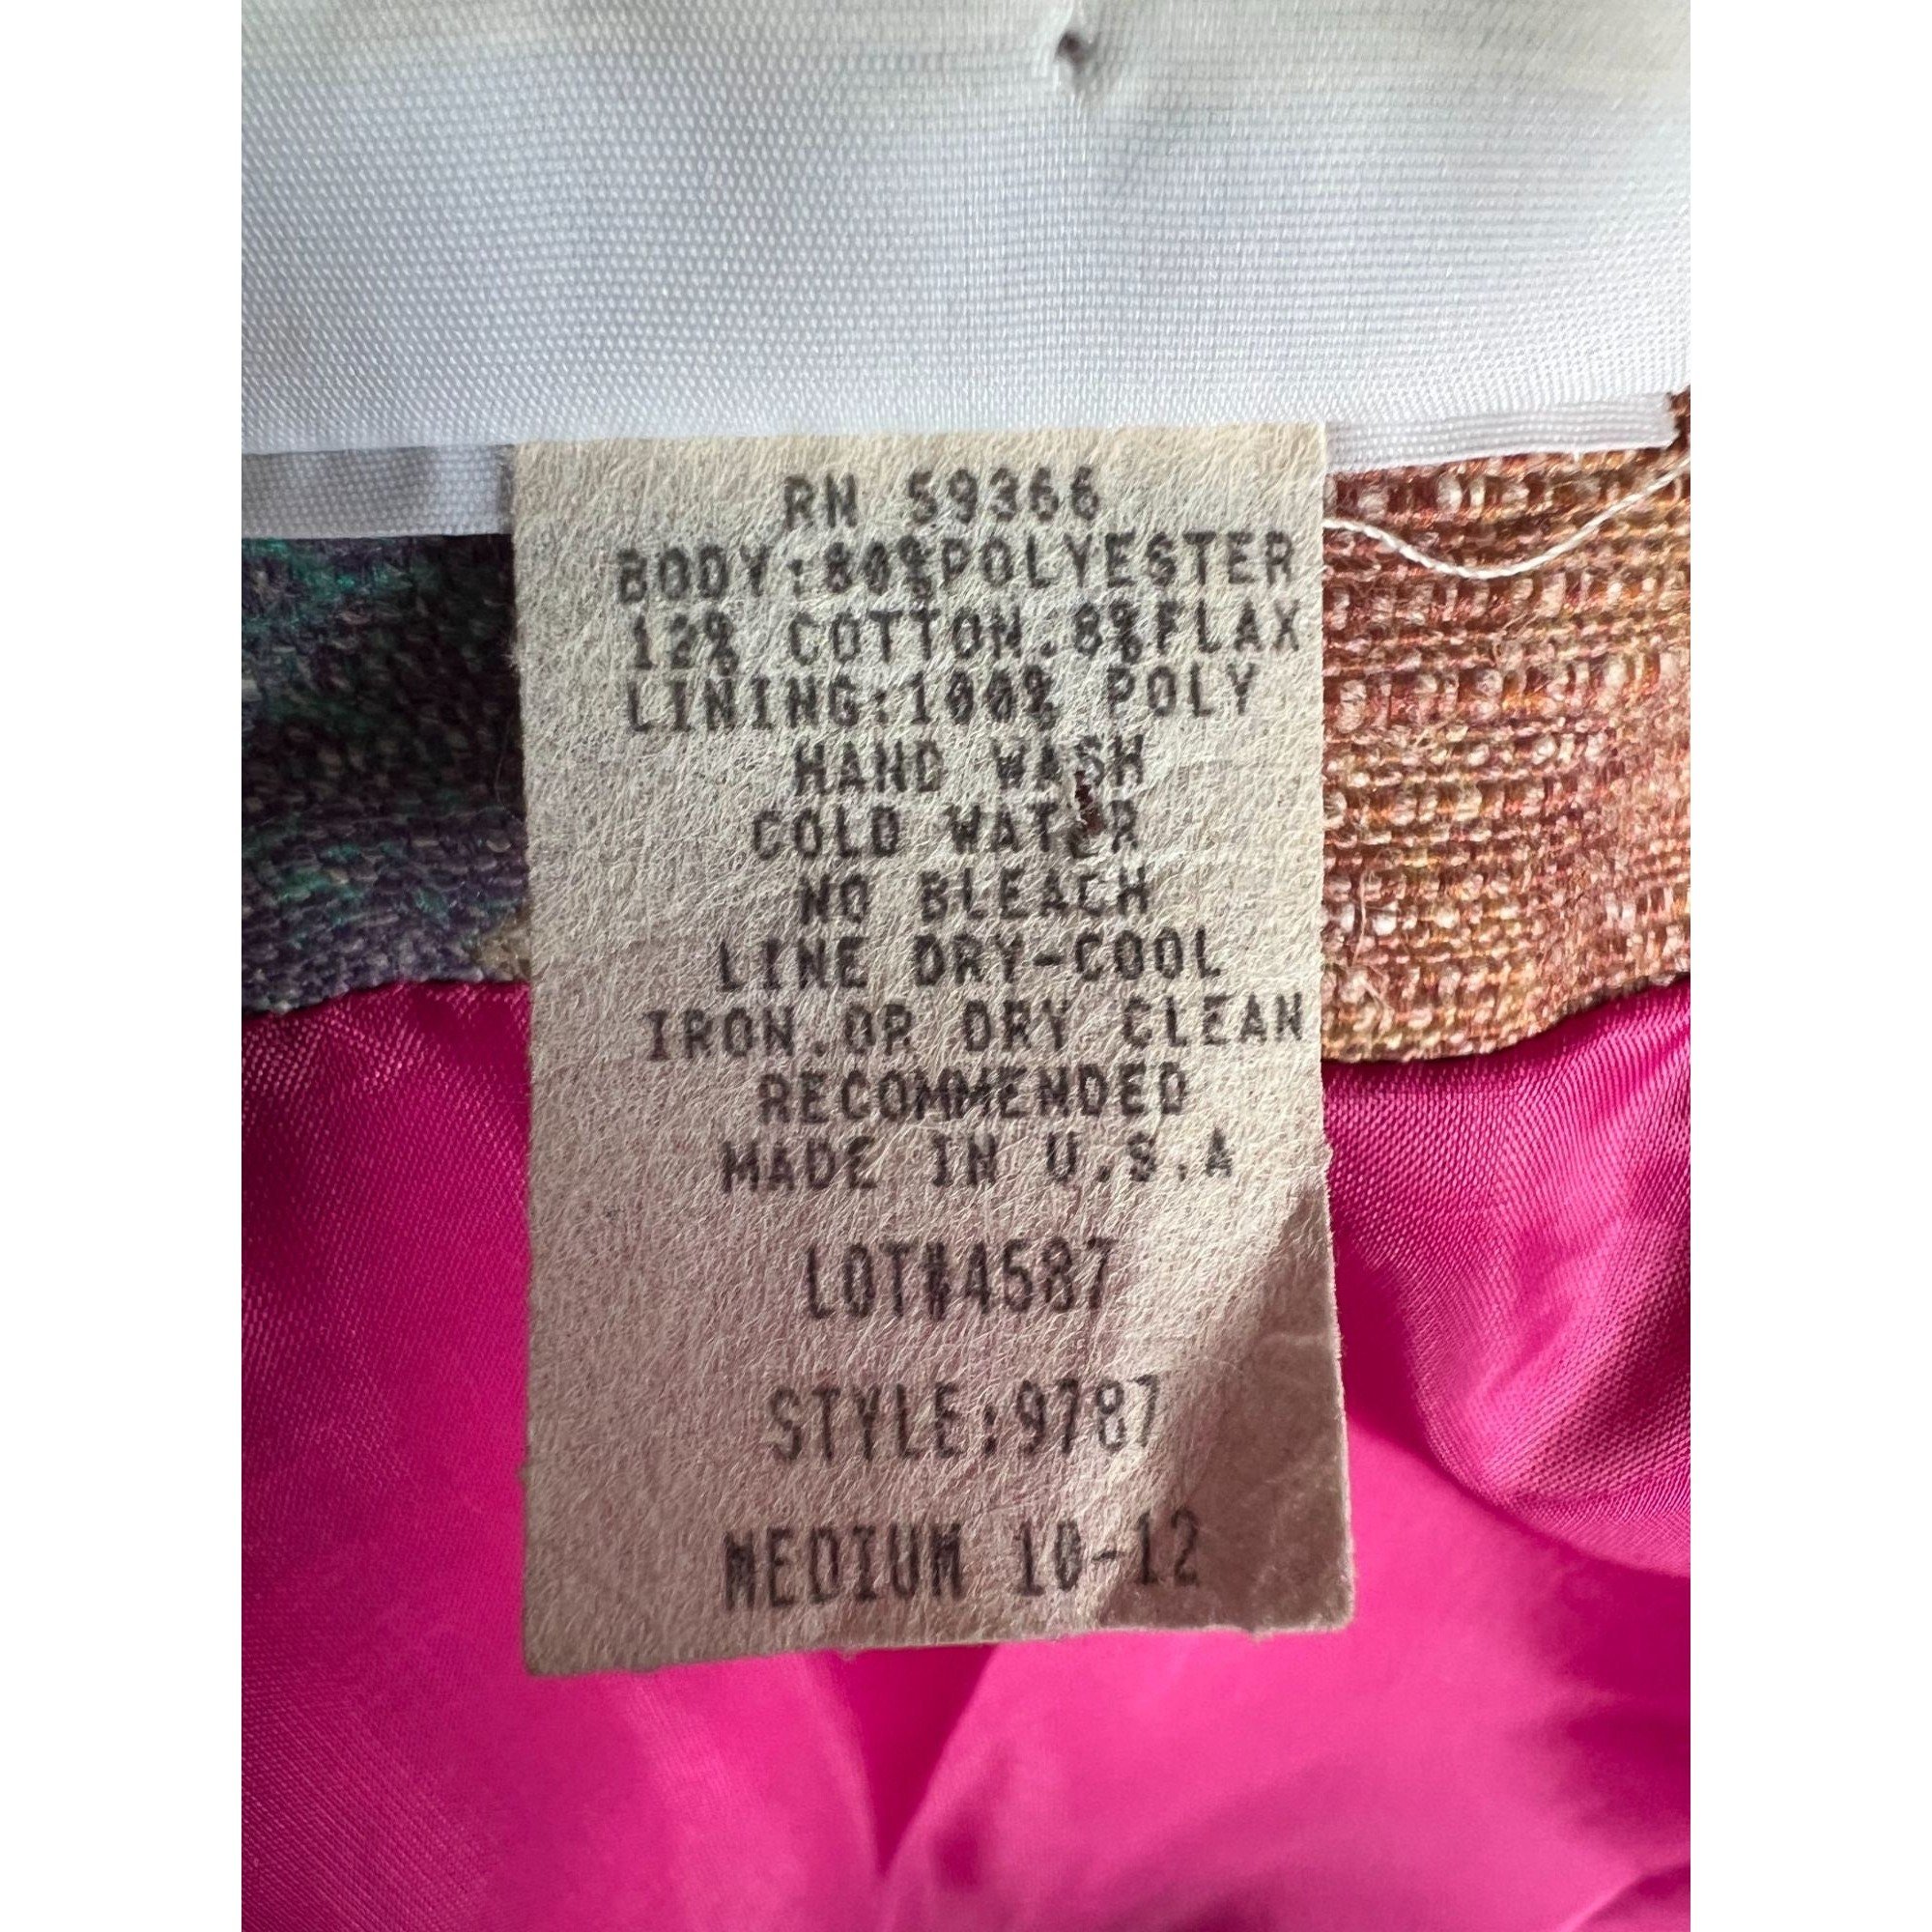 RN 59366
BODY:80%POLYESTER
12% COTTON.8%FLAX
LINING:100% POLY
HAND WASH
COLD WATER
NO BLEACH
LINE DRY-COOL
IRON.OR DRY CLEAN
RECOMMENDED
MADE IN U.S.A
LOT#4587
STYLE:9787
MEDIUM 10-12